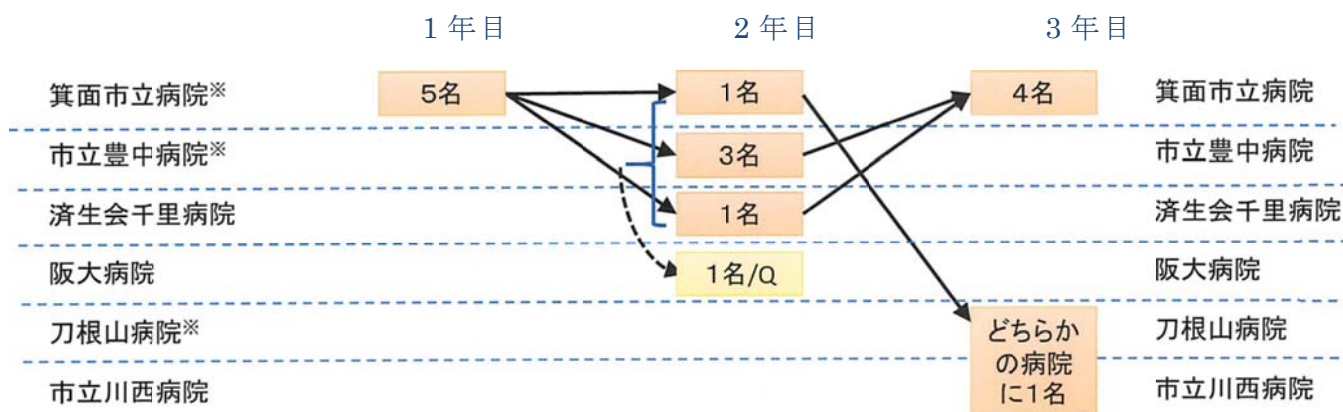 1年目 2年目 3年目
箕面市立病院※ 5名 1名 4名 箕面市立病院
市立豊中病院※ 3名 市立豊中病院
済生会千里病院 1名 済生会千里病院
阪大病院 1名/Q 阪大病院
刀根山病院※ どちらか 刀根山病院
の病院
市立川西病院 に1名 市立川西病院